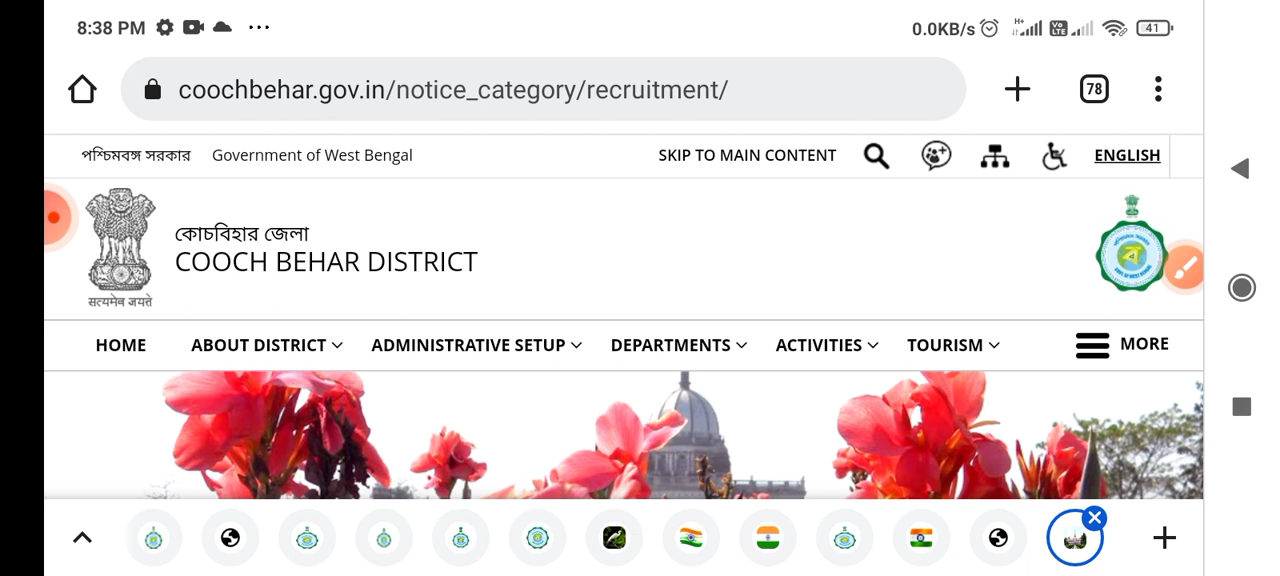 8:38 PM ... 0.0KB/s H+ Vo LTE 41
coochbehar.gov.in/notice_category/recruitment/ 78
পশ্চিমবঙ্গ সরকার Government of West Bengal SKIP TO MAIN CONTENT ENGLISH
কোচবিহার জেলা
COOCH BEHAR DISTRICT
सत्यमेव जयते
HOME ABOUT DISTRICT ADMINISTRATIVE SETUP DEPARTMENTS ACTIVITIES TOURISM MORE